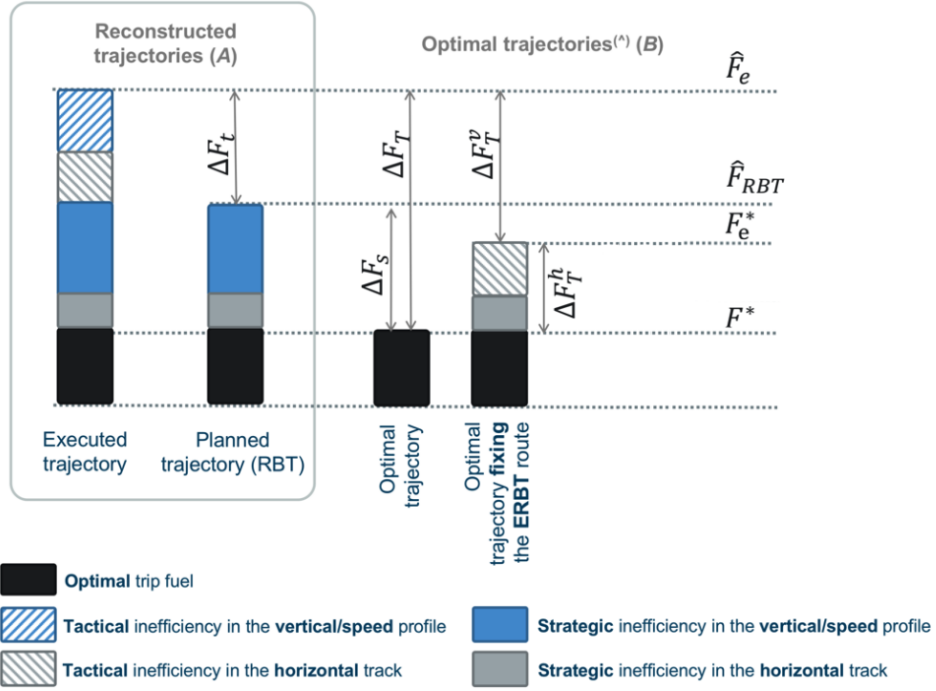 Reconstructed
trajectories (A)
Optimal trajectories(^) (B)
F̂e
ΔFt
ΔFT
ΔFTv
F̂RBT
Fe*
ΔFs
ΔFTh
F*
Executed
trajectory
Planned
trajectory (RBT)
Optimal
trajectory
Optimal
trajectory fixing
the ERBT route
Optimal trip fuel
Tactical inefficiency in the vertical/speed profile
Strategic inefficiency in the vertical/speed profile
Tactical inefficiency in the horizontal track
Strategic inefficiency in the horizontal track